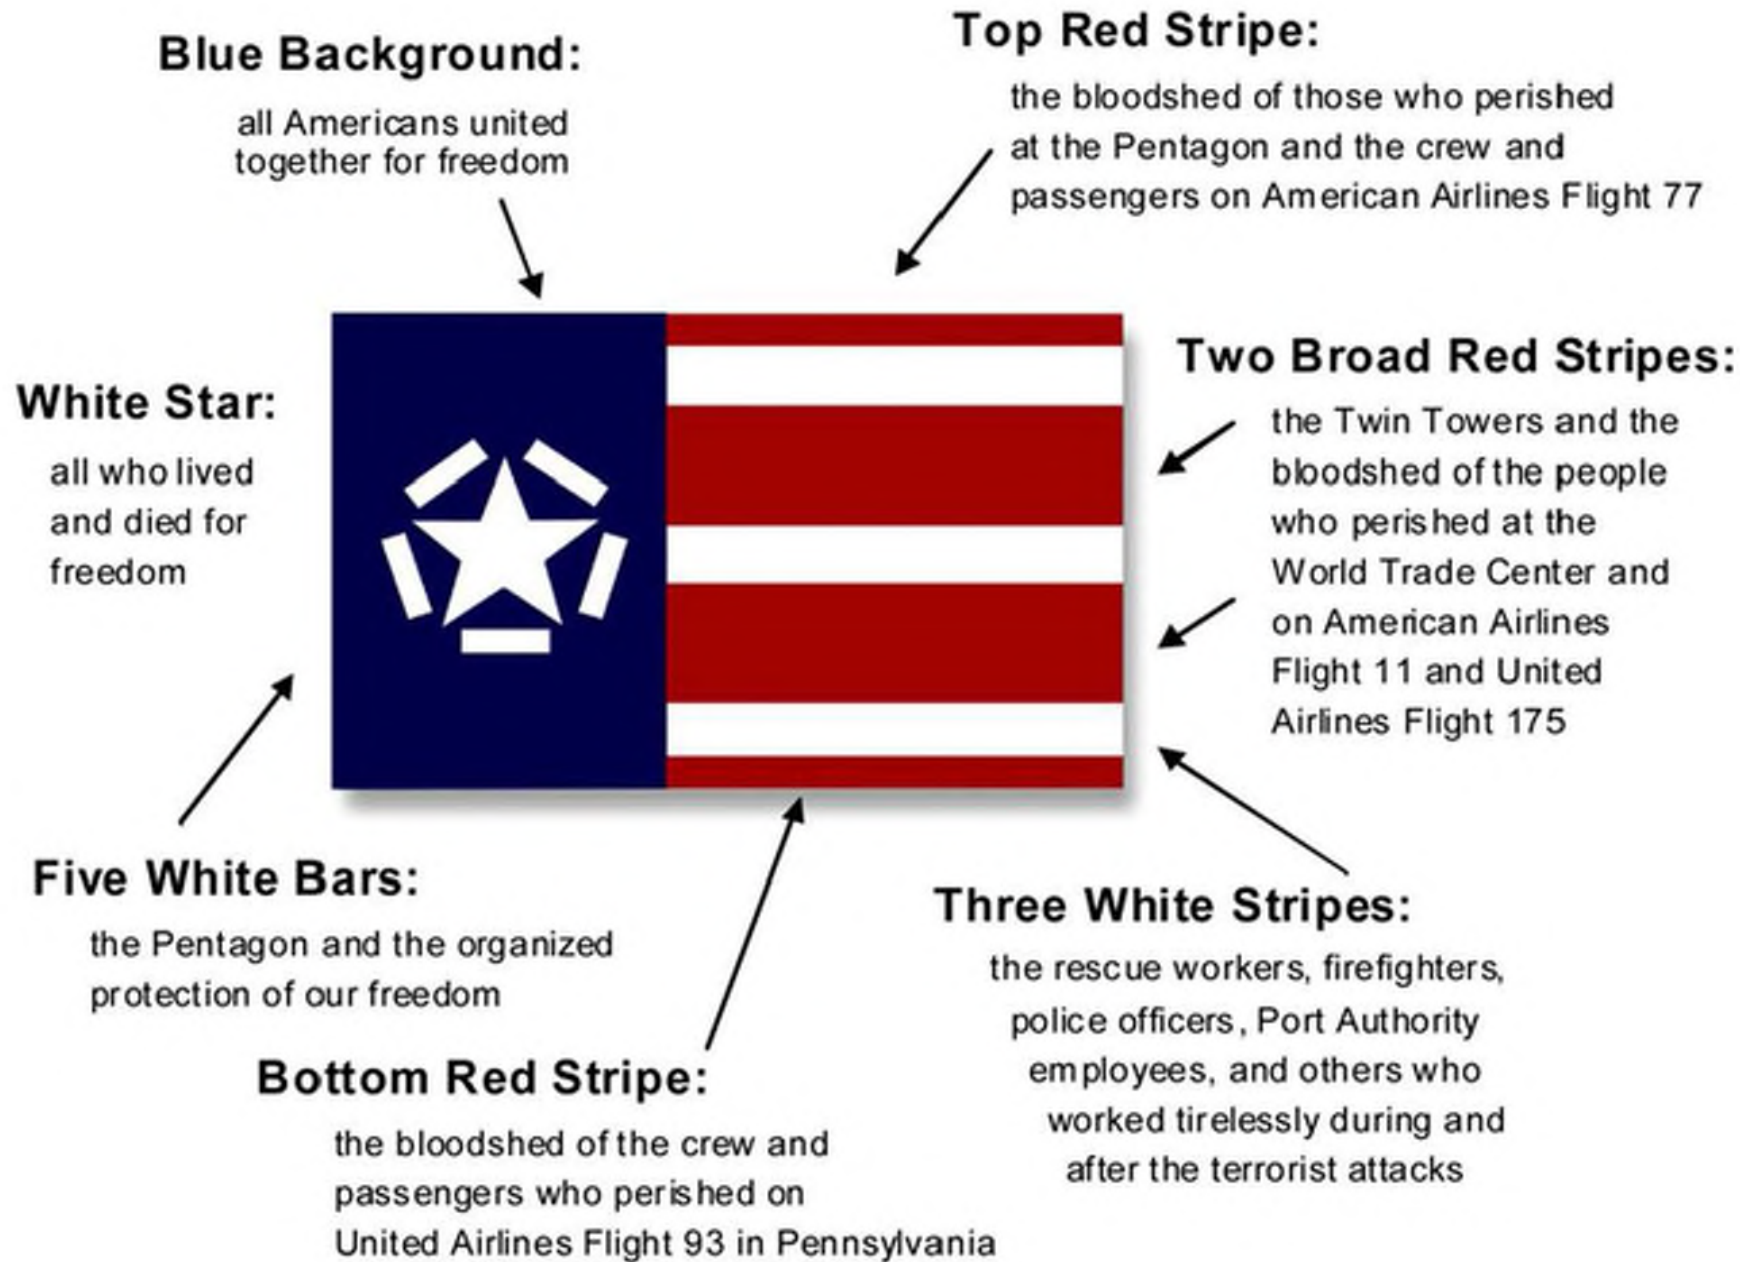 Blue Background:
all Americans united
together for freedom
Top Red Stripe:
the bloodshed of those who perished
at the Pentagon and the crew and
passengers on American Airlines Flight 77
White Star:
all who lived
and died for
freedom
Two Broad Red Stripes:
the Twin Towers and the
bloodshed of the people
who perished at the
World Trade Center and
on American Airlines
Flight 11 and United
Airlines Flight 175
Five White Bars:
the Pentagon and the organized
protection of our freedom
Three White Stripes:
the rescue workers, firefighters,
police officers, Port Authority
employees, and others who
worked tirelessly during and
after the terrorist attacks
Bottom Red Stripe:
the bloodshed of the crew and
passengers who perished on
United Airlines Flight 93 in Pennsylvania